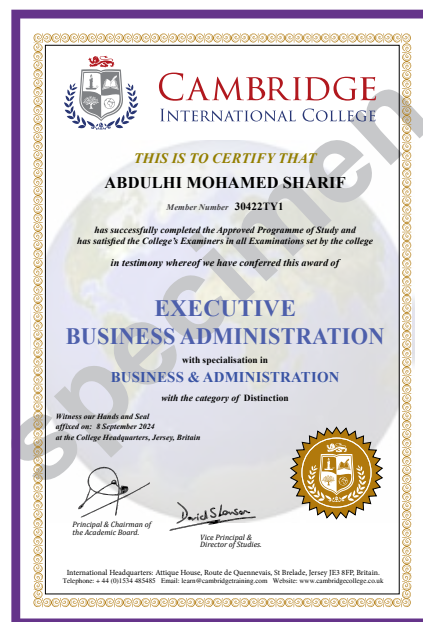 CAMBRIDGE
INTERNATIONAL COLLEGE
THIS IS TO CERTIFY THAT
ABDULHI MOHAMED SHARIF
Member Number 30422TY1
has successfully completed the Approved Programme of Study and
has satisfied the College's Examiners in all Examinations set by the college
in testimony whereof we have conferred this award of
EXECUTIVE
BUSINESS ADMINISTRATION
with specialisation in
BUSINESS & ADMINISTRATION
with the category of Distinction
Witness our Hands and Seal
affixed on: 8 September 2024
at the College Headquarters, Jersey, Britain
specimen
David S Lawson
Principal & Chairman of
the Academic Board.
Vice Principal &
Director of Studies.
International Headquarters: Attique House, Route de Quennevais, St Brelade, Jersey JE3 8FP, Britain.
Telephone: + 44 (0)1534 485485 Email: learn@cambridgetraining.com Website: www.cambridgecollege.co.uk